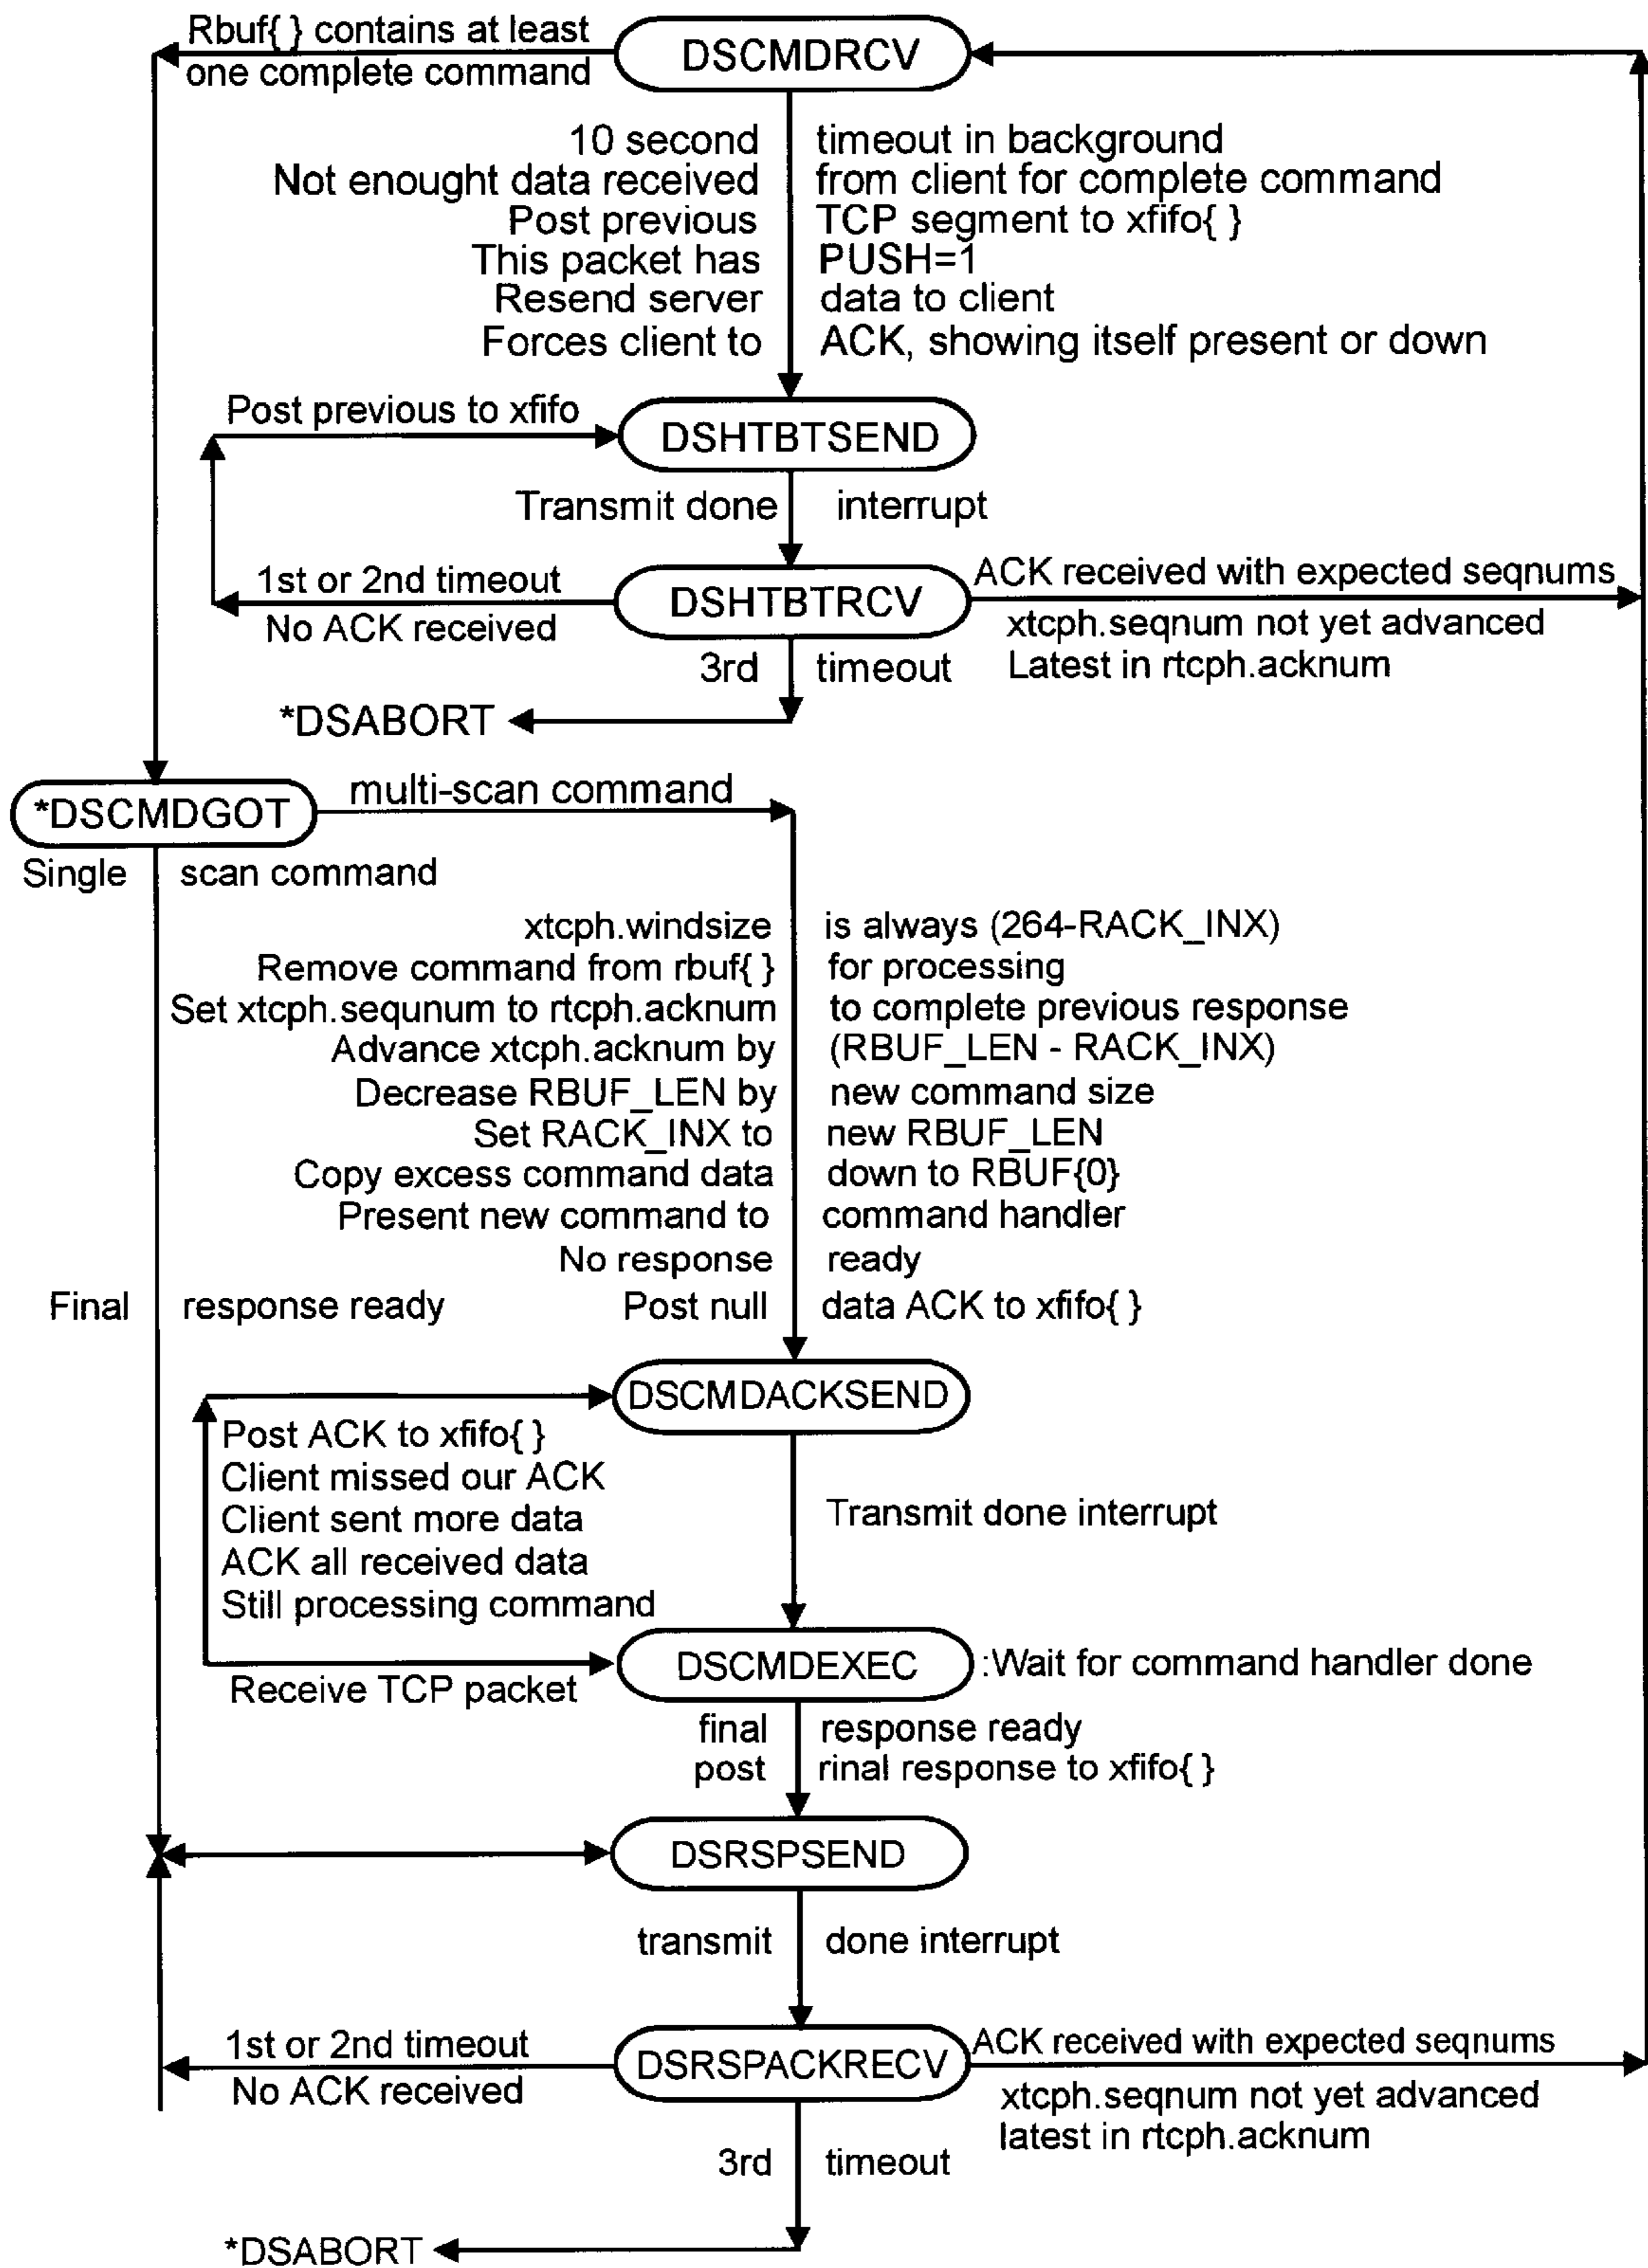 Rbuf{ } contains at least
one complete command
DSCMDRCV
10 second timeout in background
Not enought data received from client for complete command
Post previous TCP segment to xfifo{ }
This packet has PUSH=1
Resend server data to client
Forces client to ACK, showing itself present or down
Post previous to xfifo
DSHTBTSEND
Transmit done interrupt
1st or 2nd timeout
No ACK received
DSHTBTRCV
ACK received with expected seqnums
xtcph.seqnum not yet advanced
Latest in rtcph.acknum
3rd timeout
*DSABORT
*DSCMDGOT
multi-scan command
Single scan command
xtcph.windsize is always (264-RACK_INX)
Remove command from rbuf{ } for processing
Set xtcph.sequnum to rtcph.acknum to complete previous response
Advance xtcph.acknum by (RBUF_LEN - RACK_INX)
Decrease RBUF_LEN by new command size
Set RACK_INX to new RBUF_LEN
Copy excess command data down to RBUF{0}
Present new command to command handler
No response ready
Final response ready
Post null data ACK to xfifo{ }
DSCMDACKSEND
Post ACK to xfifo{ }
Client missed our ACK
Client sent more data
ACK all received data
Still processing command
Transmit done interrupt
Receive TCP packet
DSCMDEXEC
:Wait for command handler done
final response ready
post rinal response to xfifo{ }
DSRSPSEND
transmit done interrupt
1st or 2nd timeout
No ACK received
DSRSPACKRECV
ACK received with expected seqnums
xtcph.seqnum not yet advanced
latest in rtcph.acknum
3rd timeout
*DSABORT